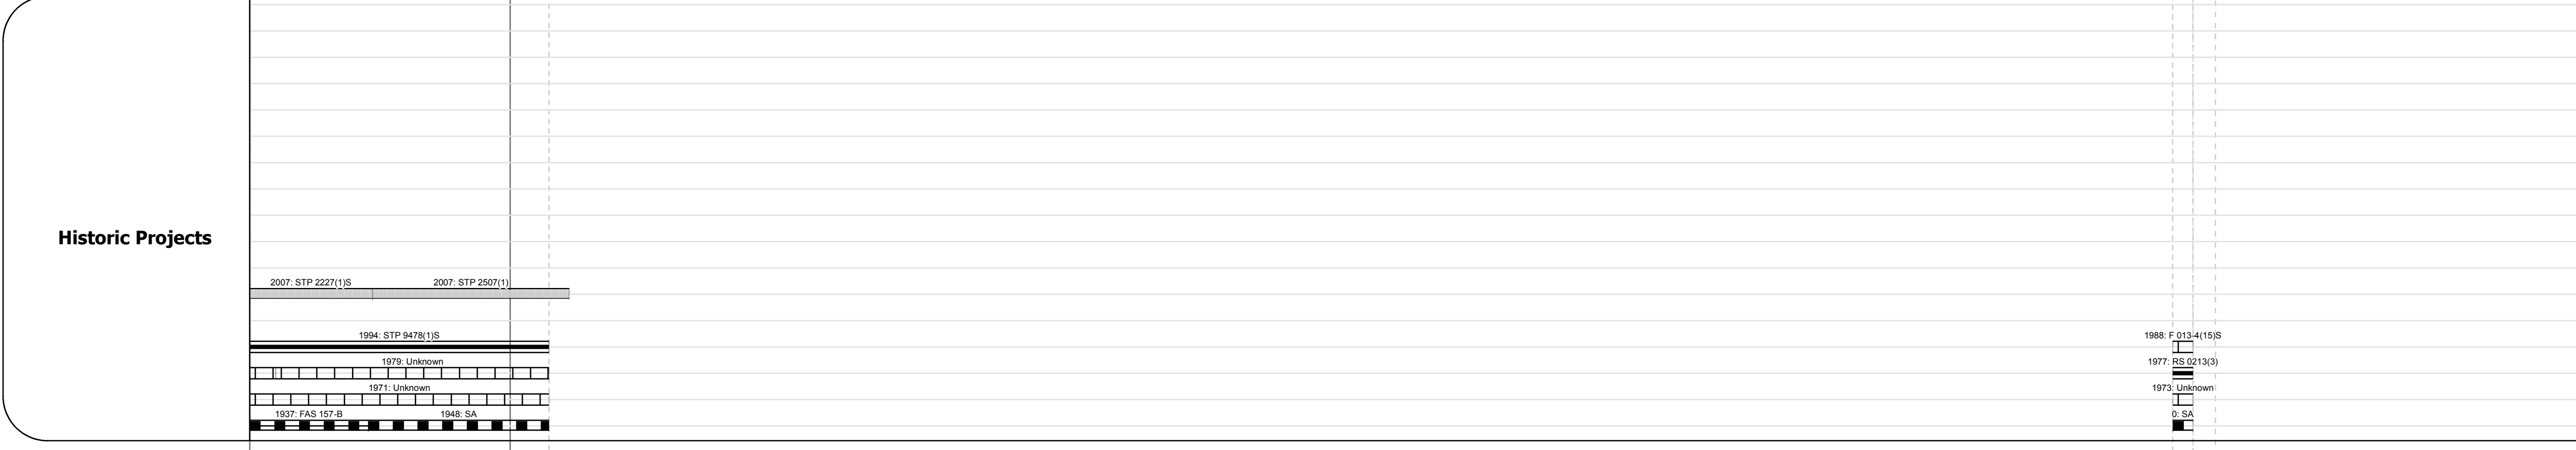 Historic Projects
2007: STP 2227(1)S 2007: STP 2507(1)
1994: STP 9478(1)S 1988: F 013-4(15)S
1979: Unknown 1977: RS 0213(3)
1971: Unknown 1973: Unknown
1937: FAS 157-B 1948: SA 0: SA